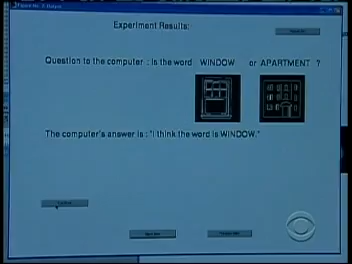 Experiment Results:
Question to the computer : Is the word WINDOW or APARTMENT ?
The computer's answer is : "I think the word is WINDOW."